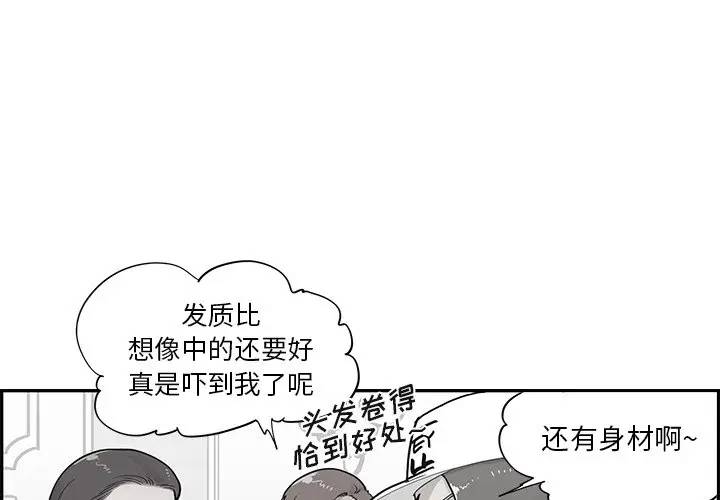 发质比
想像中的还要好
真是吓到我了呢
头发卷得
恰到好处
还有身材啊~